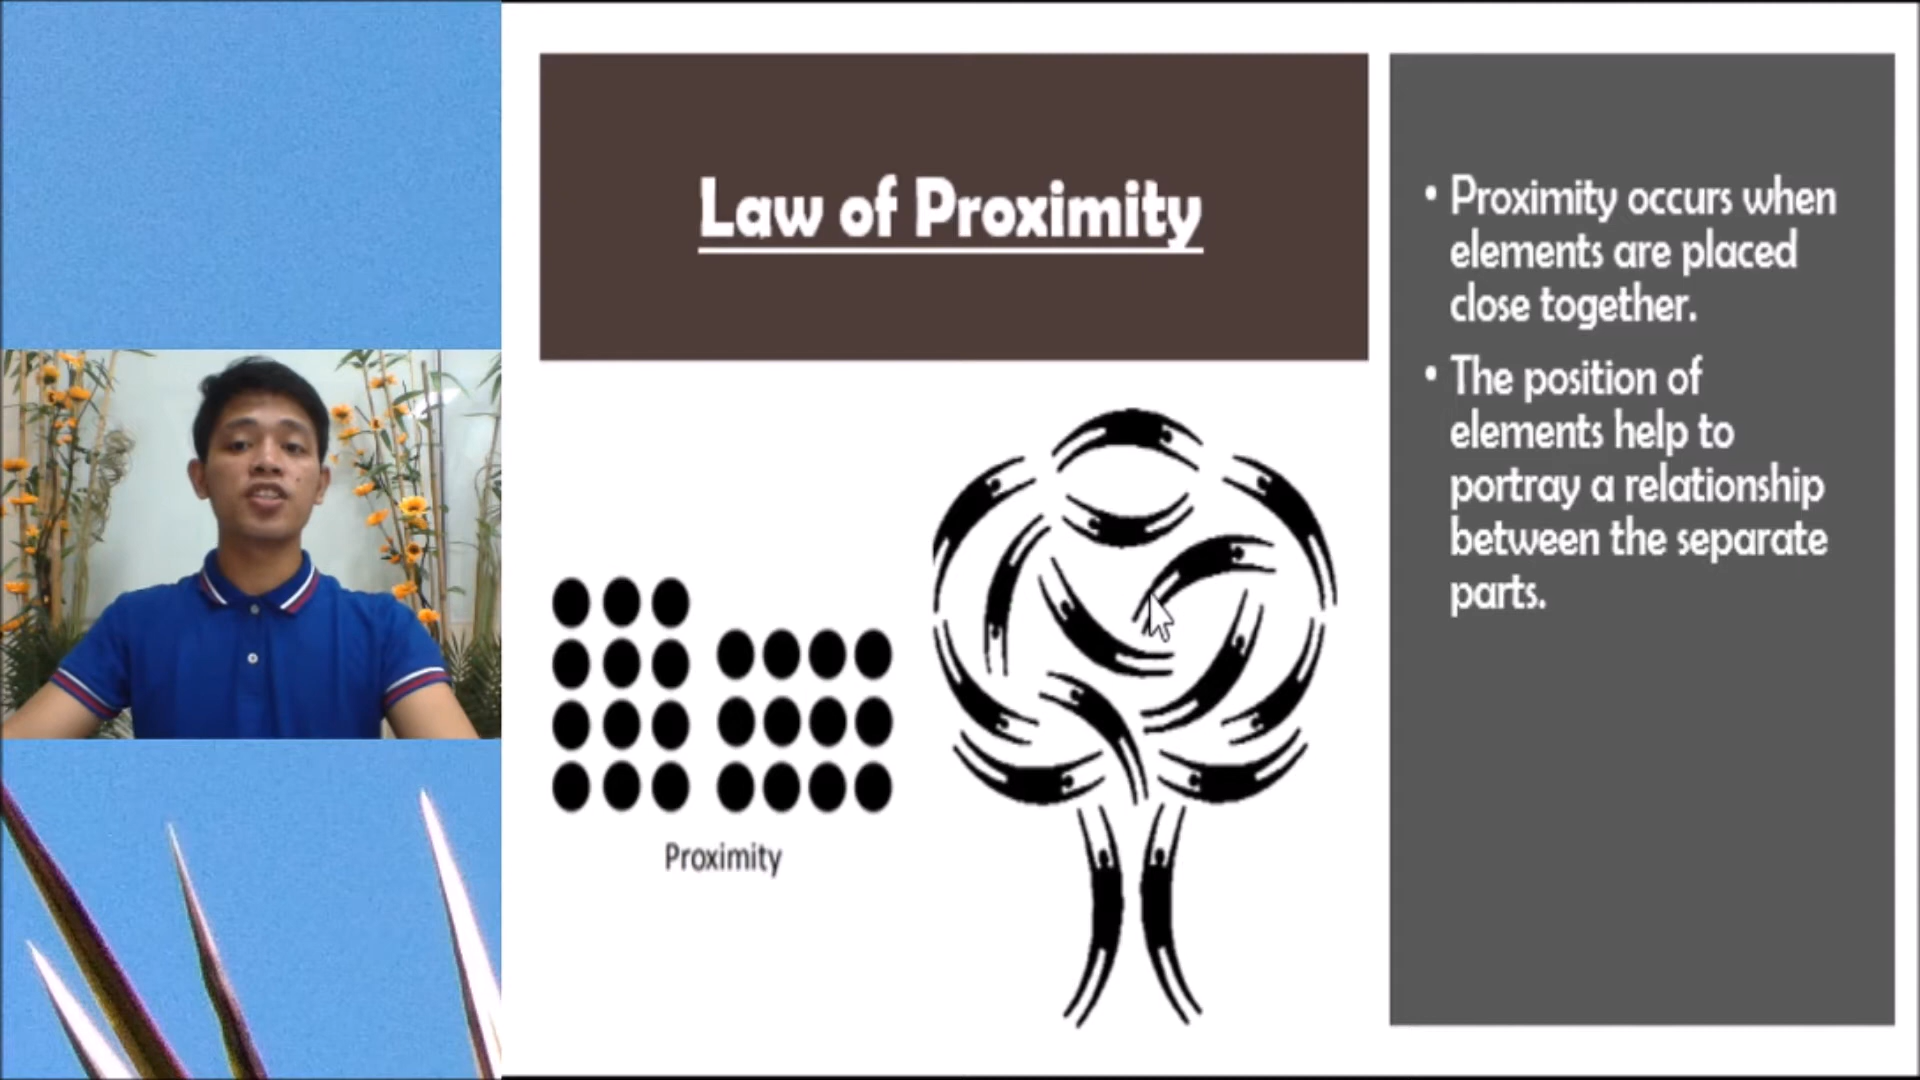 Law of Proximity
Proximity
• Proximity occurs when
elements are placed
close together.
• The position of
elements help to
portray a relationship
between the separate
parts.